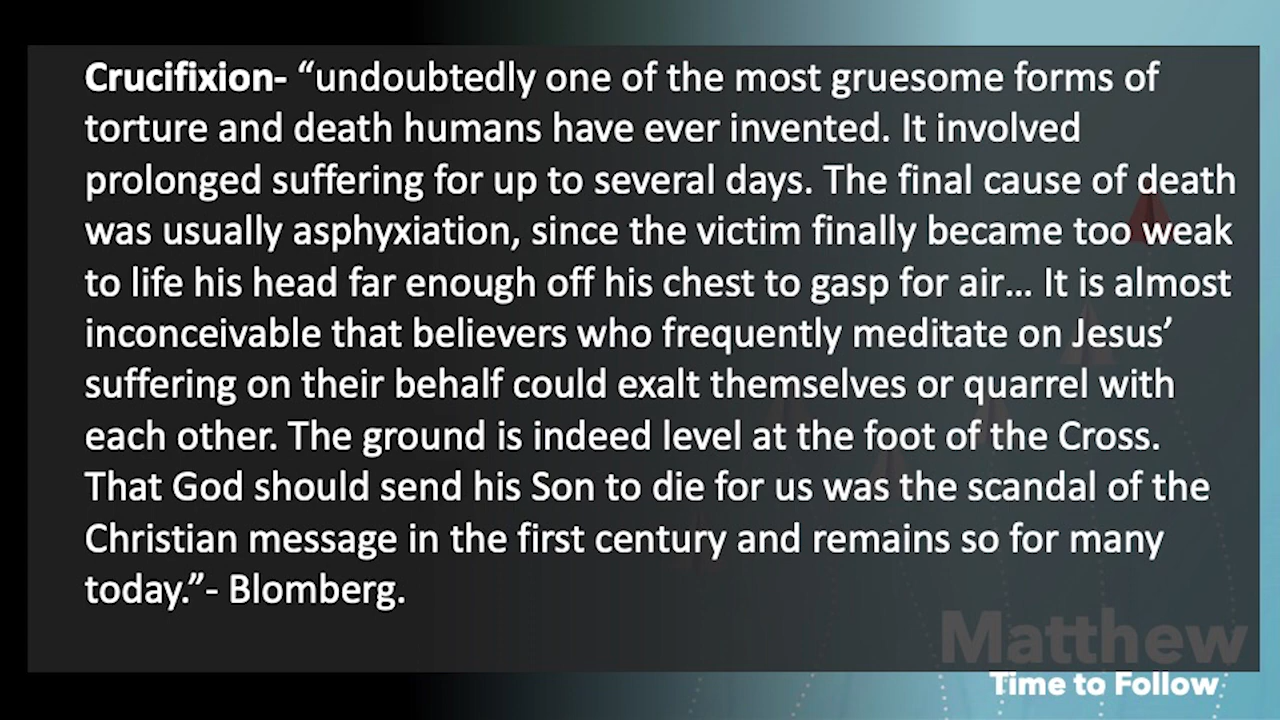 Crucifixion- “undoubtedly one of the most gruesome forms of
torture and death humans have ever invented. It involved
prolonged suffering for up to several days. The final cause of death
was usually asphyxiation, since the victim finally became too weak
to life his head far enough off his chest to gasp for air… It is almost
inconceivable that believers who frequently meditate on Jesus’
suffering on their behalf could exalt themselves or quarrel with
each other. The ground is indeed level at the foot of the Cross.
That God should send his Son to die for us was the scandal of the
Christian message in the first century and remains so for many
today.”- Blomberg.
Matthew
Time to Follow